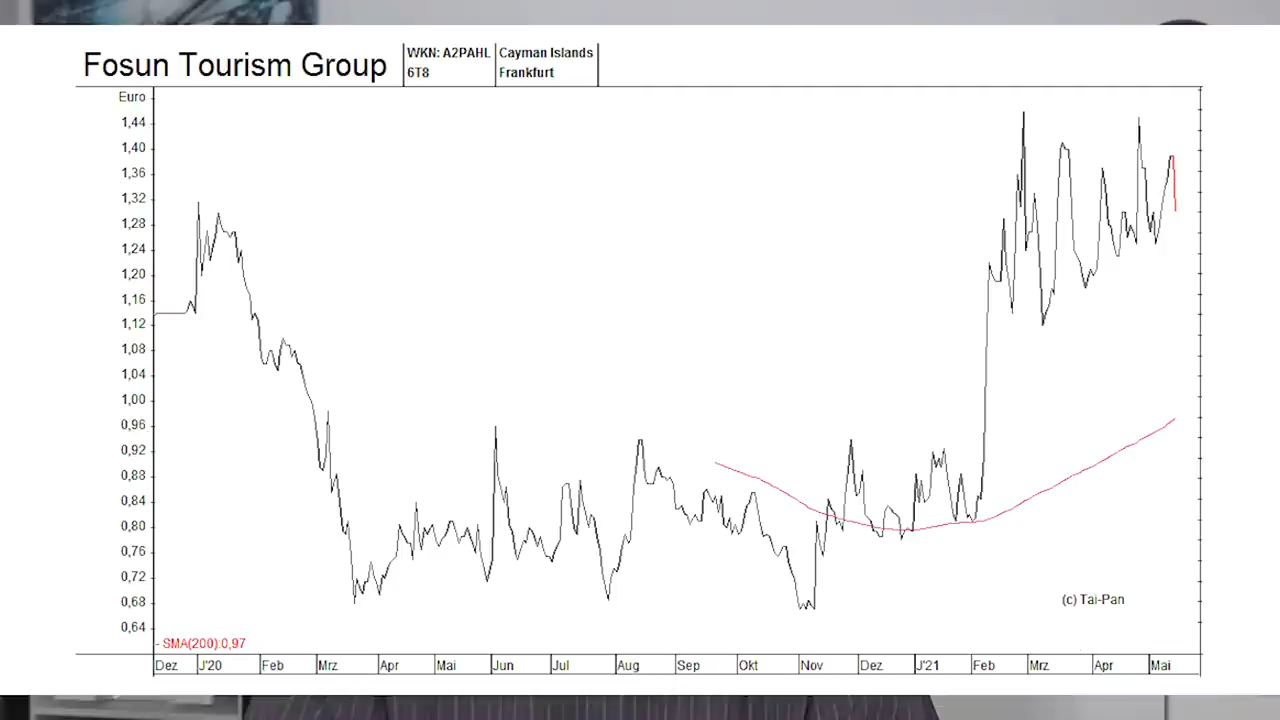 Fosun Tourism Group
WKN: A2PAHL
6T8
Cayman Islands
Frankfurt
Euro
1,44
1,40
1,36
1,32
1,28
1,24
1,20
1,16
1,12
1,08
1,04
1,00
0,96
0,92
0,88
0,84
0,80
0,76
0,72
0,68
0,64
(c) Tai-Pan
- SMA(200):0,97
Dez J'20 Feb Mrz Apr Mai Jun Jul Aug Sep Okt Nov Dez J'21 Feb Mrz Apr Mai